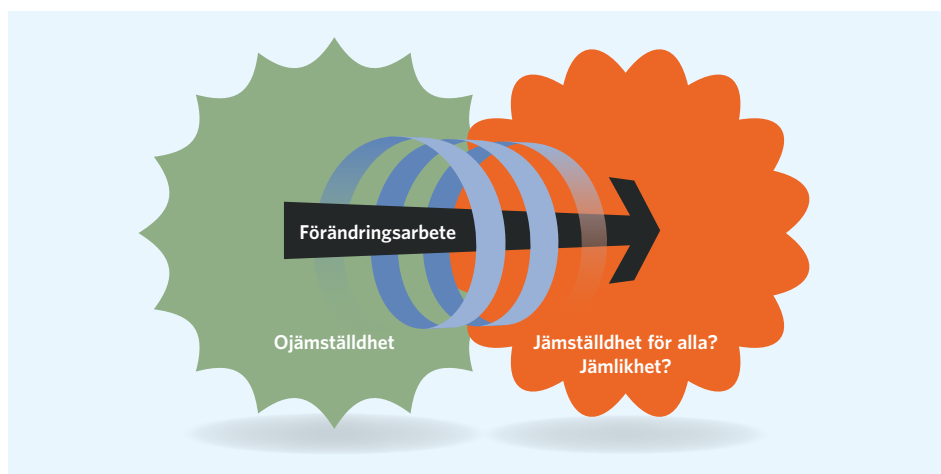 Förändringsarbete
Ojämställdhet
Jämställdhet för alla?
Jämlikhet?